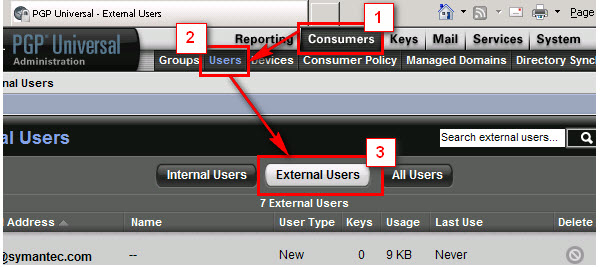 PGP Universal - External Users
Page
PGP Universal
Administration
1
2
Reporting Consumers Keys Mail Services System
Groups Users Devices Consumer Policy Managed Domains Directory Sync
nal Users
al Users
Search external users...
3
Internal Users External Users All Users
7 External Users
Address Name User Type Keys Usage Last Use Delete
@symantec.com -- New 0 9 KB Never